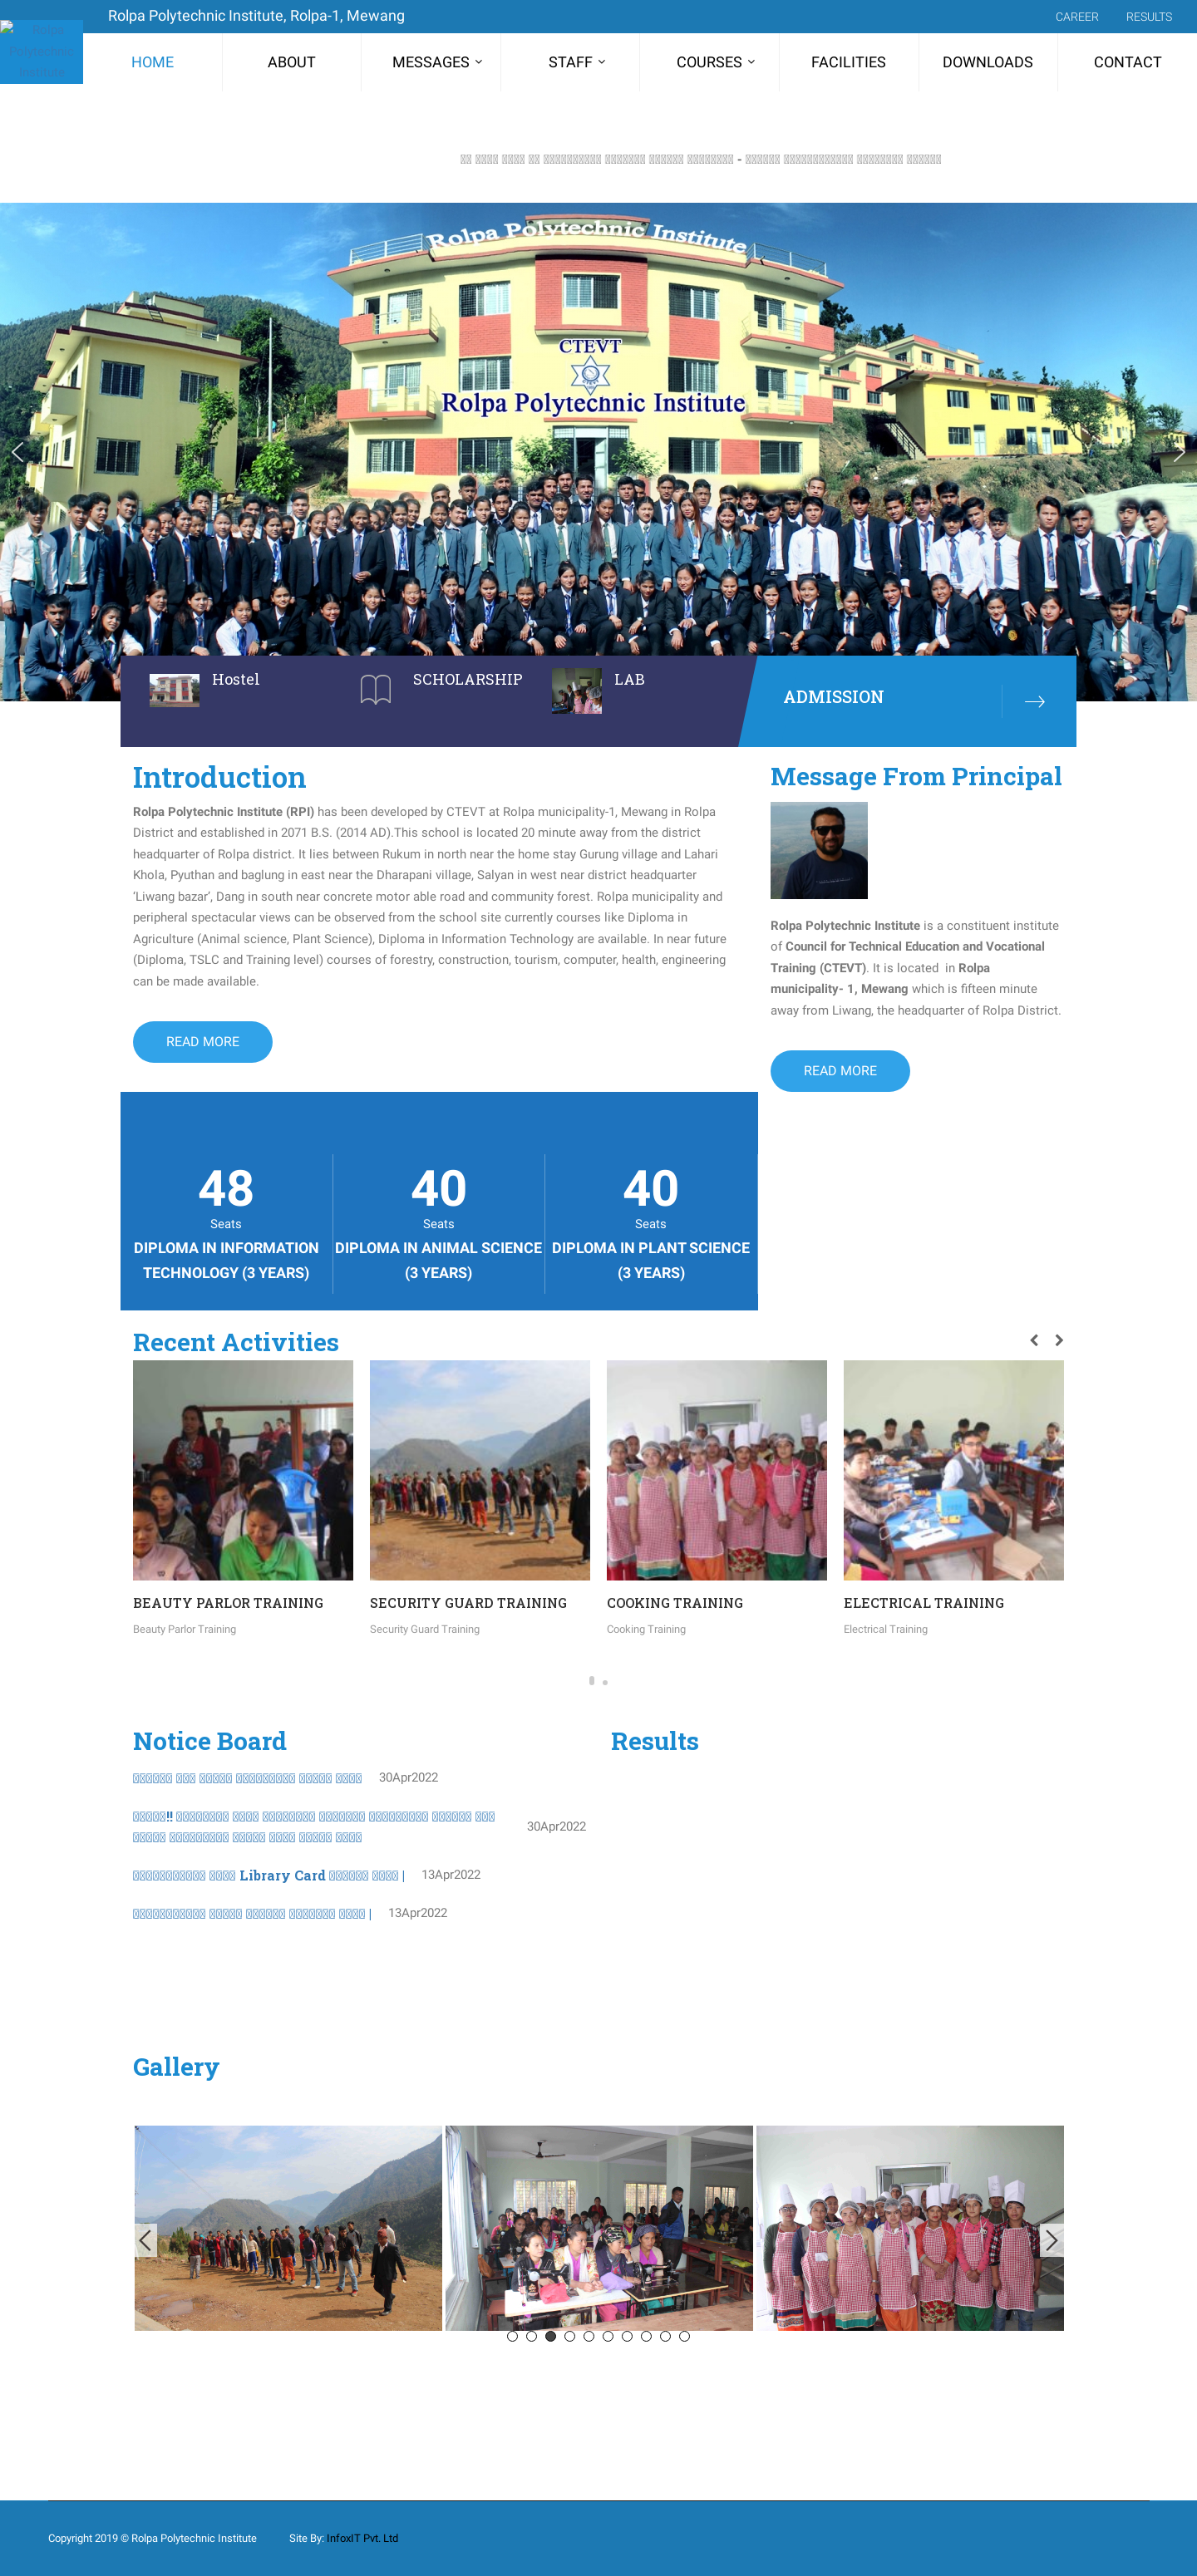 Rolpa Polytechnic Institute, Rolpa-1, Mewang
CAREER RESULTS
HOME ABOUT MESSAGES STAFF COURSES FACILITIES DOWNLOADS CONTACT
Rolpa Polytechnic Institute
CTEVT
Rolpa Polytechnic Institute
Hostel SCHOLARSHIP LAB
ADMISSION
Introduction
Rolpa Polytechnic Institute (RPI) has been developed by CTEVT at Rolpa municipality-1, Mewang in Rolpa
District and established in 2071 B.S. (2014 AD).This school is located 20 minute away from the district
headquarter of Rolpa district. It lies between Rukum in north near the home stay Gurung village and Lahari
Khola, Pyuthan and baglung in east near the Dharapani village, Salyan in west near district headquarter
‘Liwang bazar’, Dang in south near concrete motor able road and community forest. Rolpa municipality and
peripheral spectacular views can be observed from the school site currently courses like Diploma in
Agriculture (Animal science, Plant Science), Diploma in Information Technology are available. In near future
(Diploma, TSLC and Training level) courses of forestry, construction, tourism, computer, health, engineering
can be made available.
READ MORE
Message From Principal
Rolpa Polytechnic Institute is a constituent institute
of Council for Technical Education and Vocational
Training (CTEVT). It is located in Rolpa
municipality- 1, Mewang which is fifteen minute
away from Liwang, the headquarter of Rolpa District.
READ MORE
48
Seats
DIPLOMA IN INFORMATION
TECHNOLOGY (3 YEARS)
40
Seats
DIPLOMA IN ANIMAL SCIENCE
(3 YEARS)
40
Seats
DIPLOMA IN PLANT SCIENCE
(3 YEARS)
Recent Activities
BEAUTY PARLOR TRAINING
Beauty Parlor Training
SECURITY GUARD TRAINING
Security Guard Training
COOKING TRAINING
Cooking Training
ELECTRICAL TRAINING
Electrical Training
Notice Board
30Apr2022
!!
30Apr2022
Library Card | 13Apr2022
| 13Apr2022
Results
Gallery
Copyright 2019 © Rolpa Polytechnic Institute Site By: InfoxIT Pvt. Ltd